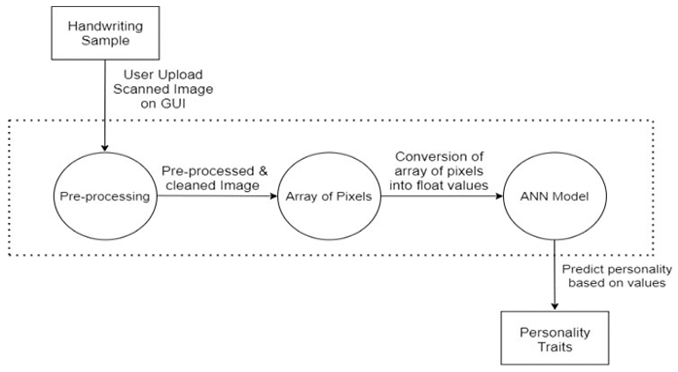 Handwriting
Sample
User Upload
Scanned Image
on GUI
Pre-processing
Pre-processed &
cleaned Image
Array of Pixels
Conversion of
array of pixels
into float values
ANN Model
Predict personality
based on values
Personality
Traits